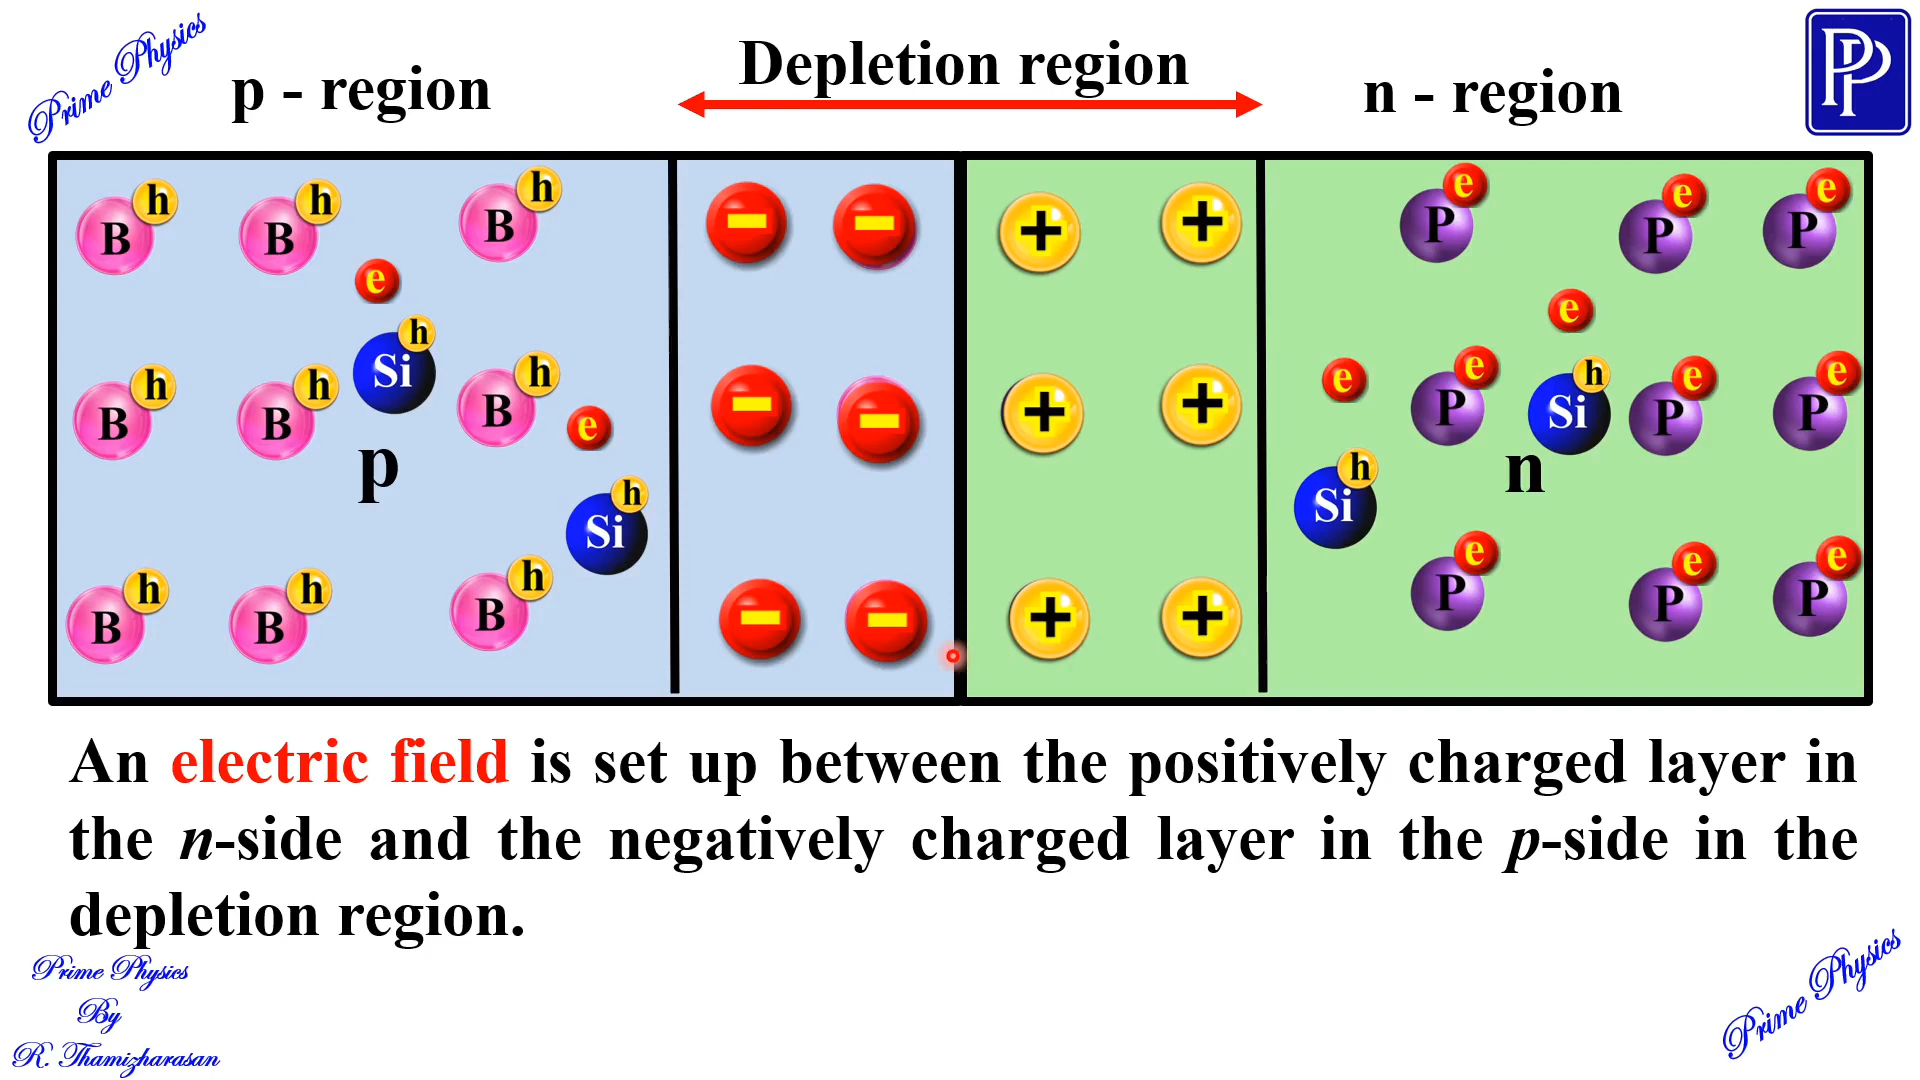 Prime Physics
Depletion region
p - region
n - region
PP
B h B h B h − − + + P e P e P e
e e
Si h
B h B h B h − − + + e P e Si h P e P e
e
p n
Si h Si h
B h B h B h − − + + P e P e P e
An electric field is set up between the positively charged layer in
the n-side and the negatively charged layer in the p-side in the
depletion region.
Prime Physics
By
R. Thamizharasan
Prime Physics